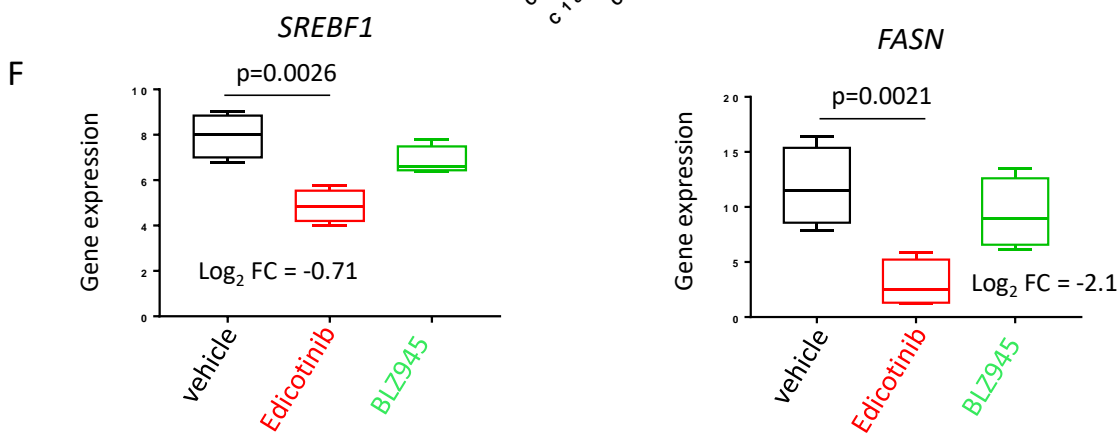 SREBF1
FASN
F
p=0.0026
p=0.0021
Gene expression
10
8
6
4
2
0
Log2 FC = -0.71
vehicle
Edicotinib
BLZ945
Gene expression
20
15
10
5
0
Log2 FC = -2.1
vehicle
Edicotinib
BLZ945